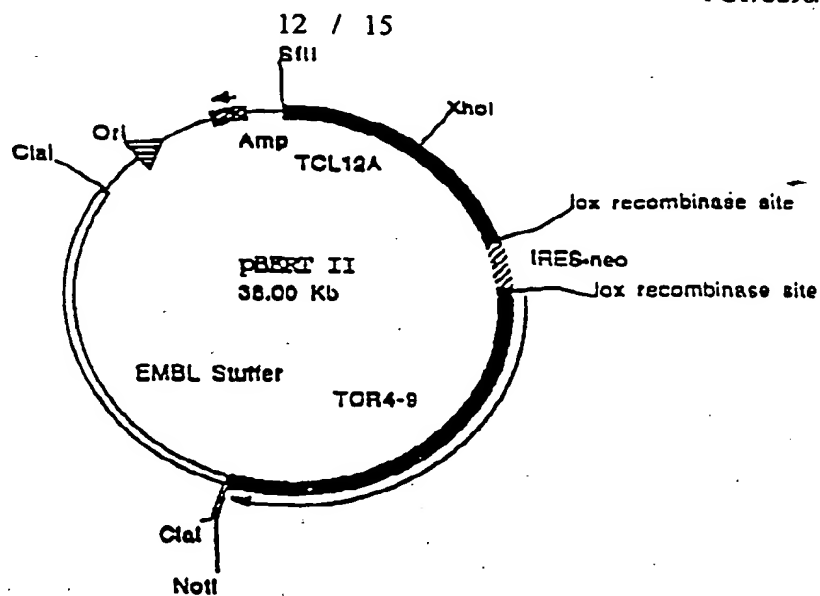 12 / 15
SfiI
XhoI
Ori
Amp
ClaI
TCL12A
lox recombinase site
pBERT II
38.00 Kb
IRES-neo
lox recombinase site
EMBL Stuffer
TOR4-9
ClaI
NotI